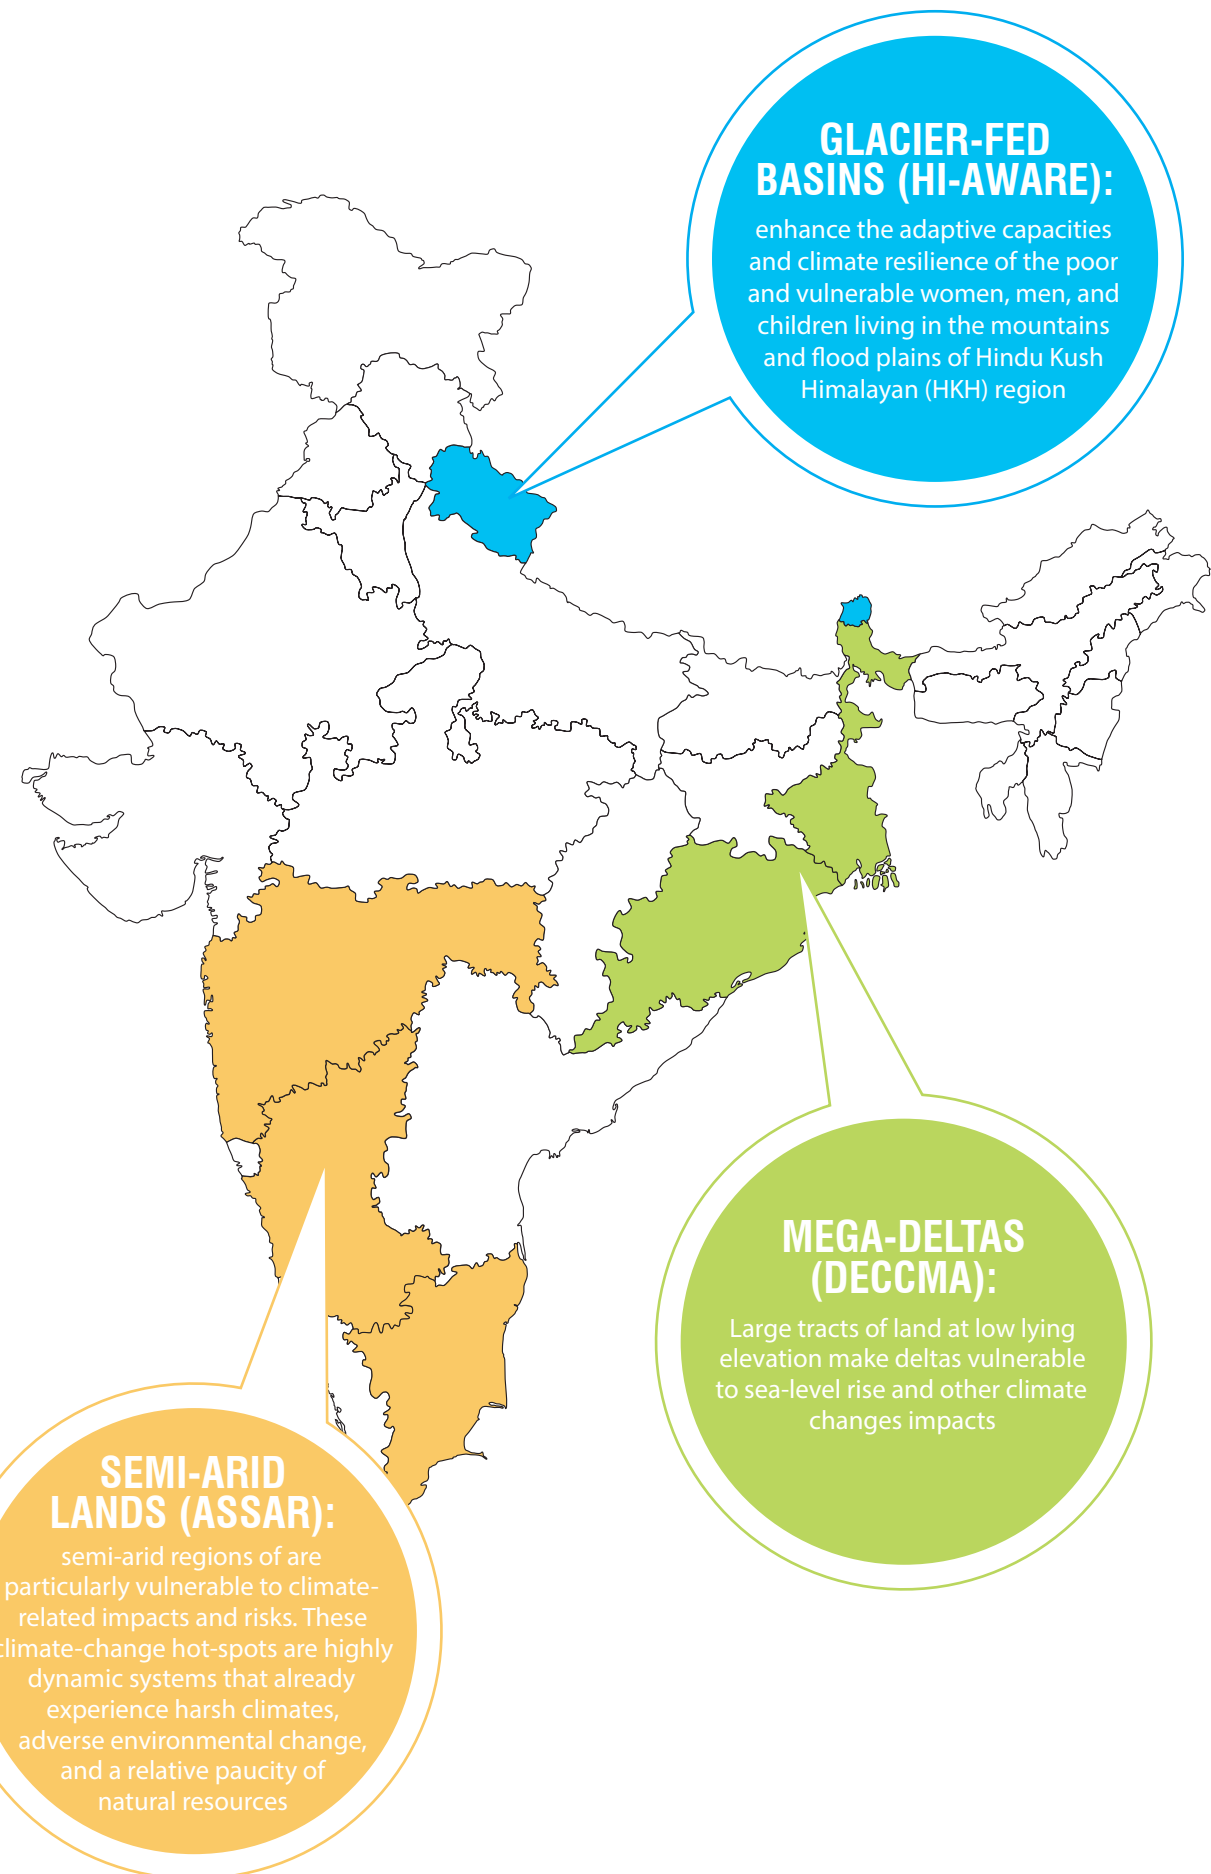 GLACIER-FED
BASINS (HI-AWARE):
enhance the adaptive capacities
and climate resilience of the poor
and vulnerable women, men, and
children living in the mountains
and flood plains of Hindu Kush
Himalayan (HKH) region
MEGA-DELTAS
(DECCMA):
Large tracts of land at low lying
elevation make deltas vulnerable
to sea-level rise and other climate
changes impacts
SEMI-ARID
LANDS (ASSAR):
semi-arid regions of are
particularly vulnerable to climate-
related impacts and risks. These
climate-change hot-spots are highly
dynamic systems that already
experience harsh climates,
adverse environmental change,
and a relative paucity of
natural resources